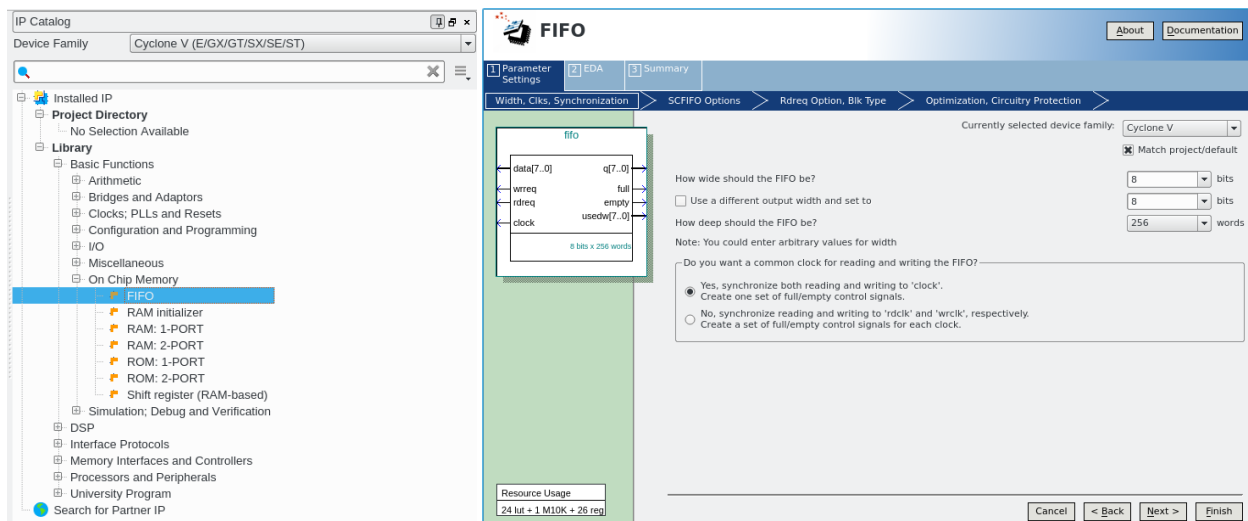 IP Catalog
Device Family
Cyclone V (E/GX/GT/SX/SE/ST)
Installed IP
Project Directory
No Selection Available
Library
Basic Functions
Arithmetic
Bridges and Adaptors
Clocks; PLLs and Resets
Configuration and Programming
I/O
Miscellaneous
On Chip Memory
FIFO
RAM initializer
RAM: 1-PORT
RAM: 2-PORT
ROM: 1-PORT
ROM: 2-PORT
Shift register (RAM-based)
Simulation; Debug and Verification
DSP
Interface Protocols
Memory Interfaces and Controllers
Processors and Peripherals
University Program
Search for Partner IP
FIFO
About
Documentation
1 Parameter Settings
2 EDA
3 Summary
Width, Clks, Synchronization
SCFIFO Options
Rdreq Option, Blk Type
Optimization, Circuitry Protection
fifo
data[7..0]
q[7..0]
wrreq
full
rdreq
empty
usedw[7..0]
clock
8 bits x 256 words
Currently selected device family:
Cyclone V
Match project/default
How wide should the FIFO be?
8
bits
Use a different output width and set to
8
bits
How deep should the FIFO be?
256
words
Note: You could enter arbitrary values for width
Do you want a common clock for reading and writing the FIFO?
Yes, synchronize both reading and writing to 'clock'.
Create one set of full/empty control signals.
No, synchronize reading and writing to 'rdclk' and 'wrclk', respectively.
Create a set of full/empty control signals for each clock.
Resource Usage
24 lut + 1 M10K + 26 reg
Cancel
< Back
Next >
Finish